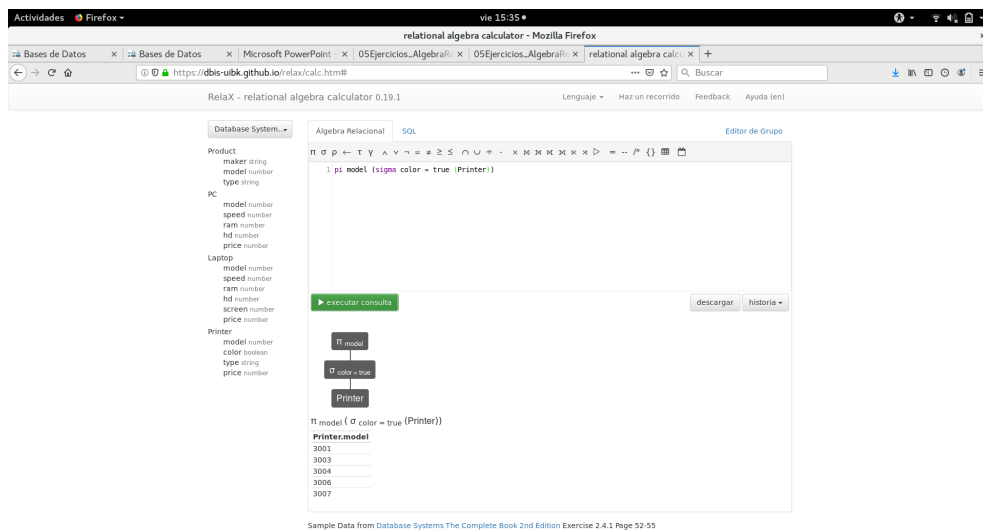 Actividades Firefox vie 15:35
relational algebra calculator - Mozilla Firefox
Bases de Datos × Bases de Datos × Microsoft PowerPoint - × 05Ejercicios_AlgebraRe × 05Ejercicios_AlgebraRe × relational algebra calcu × +
https://dbis-uibk.github.io/relax/calc.htm# Buscar
RelaX - relational algebra calculator 0.19.1 Lenguaje Haz un recorrido Feedback Ayuda (en)
Database System...
Álgebra Relacional SQL Editor de Grupo
Product
maker string
model number
type string
PC
model number
speed number
ram number
hd number
price number
Laptop
model number
speed number
ram number
hd number
screen number
price number
Printer
model number
color boolean
type string
price number
π σ ρ ← τ γ ∧ ∨ ¬ = ≠ ≥ ≤ ∩ ∪ ÷ - × ⨝ ⟕ ⟖ ⟗ ⋉ ⋊ ▷ = -- /* {}
1 pi model (sigma color = true (Printer))
executar consulta descargar historia
π model
σ color = true
Printer
π model ( σ color = true (Printer))
Printer.model
3001
3003
3004
3006
3007
Sample Data from Database Systems The Complete Book 2nd Edition Exercise 2.4.1 Page 52-55